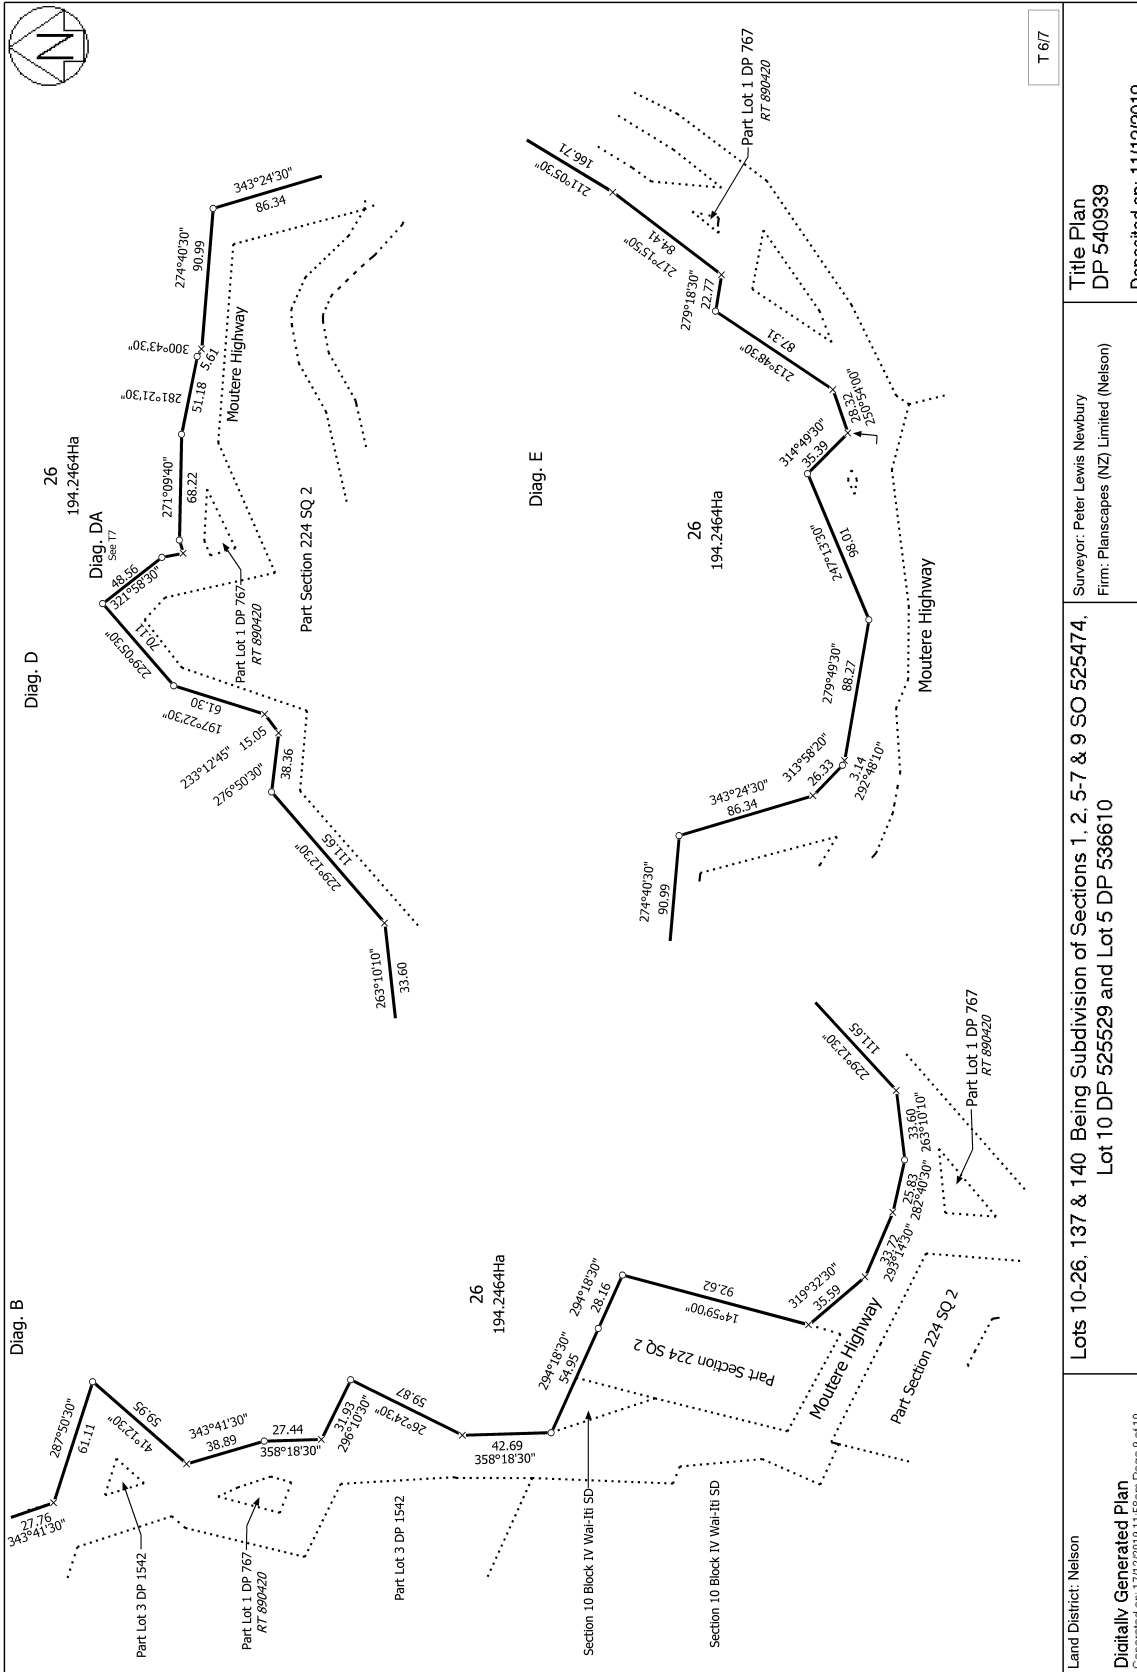 N
T 6/7
Diag. B
287°50'30"
61.11
27.76
343°41'30"
59.95
41°12'30"
343°41'30"
38.89
27.44
358°18'30"
31.93
296°10'30"
59.87
26°24'30"
42.69
358°18'30"
294°18'30"
54.95
294°18'30"
28.16
26
194.2464Ha
92.62
14°59'00"
319°32'30"
35.59
33.72
293°14'30"
25.83
282°40'30"
33.60
263°10'10"
229°12'30"
111.65
Part Lot 3 DP 1542
Part Lot 1 DP 767
RT 890420
Part Lot 3 DP 1542
Section 10 Block IV Wai-Iti SD
Section 10 Block IV Wai-Iti SD
Part Section 224 SQ 2
Moutere Highway
Part Section 224 SQ 2
Part Lot 1 DP 767
RT 890420
Diag. D
26
194.2464Ha
Diag. DA
See T7
263°10'10"
33.60
229°12'30"
111.65
276°50'30"
38.36
233°12'45"
15.05
197°22'30"
61.30
229°05'30"
70.11
48.56
321°58'30"
271°09'40"
68.22
281°21'30"
51.18
300°43'30"
5.61
274°40'30"
90.99
343°24'30"
86.34
Moutere Highway
Part Lot 1 DP 767
RT 890420
Part Section 224 SQ 2
Diag. E
26
194.2464Ha
274°40'30"
90.99
343°24'30"
86.34
313°58'20"
26.33
3.14
292°48'10"
279°49'30"
88.27
247°13'30"
98.01
314°49'30"
35.39
28.32
250°54'00"
213°48'30"
87.31
279°18'30"
22.77
217°15'50"
84.41
211°05'30"
166.71
Moutere Highway
Part Lot 1 DP 767
RT 890420
Land District: Nelson
Digitally Generated Plan
Lots 10-26, 137 & 140 Being Subdivision of Sections 1, 2, 5-7 & 9 SO 525474,
Lot 10 DP 525529 and Lot 5 DP 536610
Surveyor: Peter Lewis Newbury
Firm: Planscapes (NZ) Limited (Nelson)
Title Plan
DP 540939
Deposited on: 11/12/2019